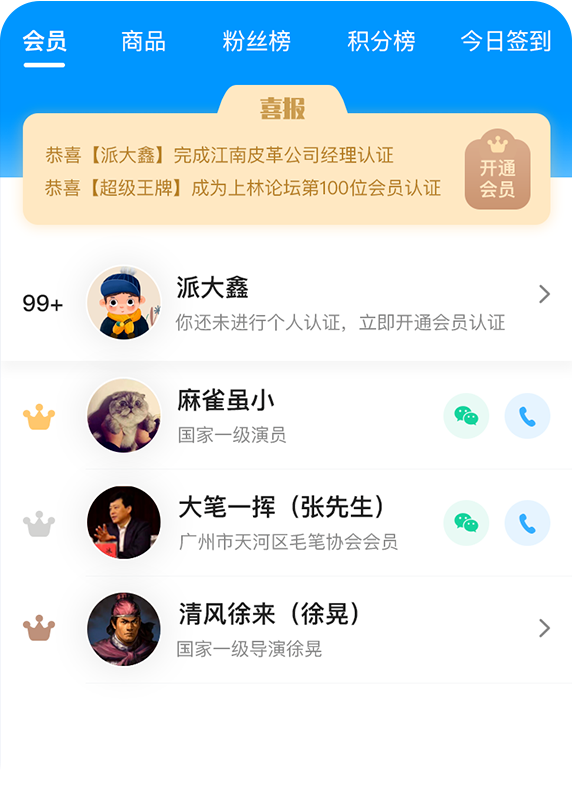 会员 商品 粉丝榜 积分榜 今日签到
喜报
恭喜【派大鑫】完成江南皮革公司经理认证
恭喜【超级王牌】成为上林论坛第100位会员认证
开通
会员
99+
派大鑫
你还未进行个人认证，立即开通会员认证
麻雀虽小
国家一级演员
大笔一挥（张先生）
广州市天河区毛笔协会会员
清风徐来（徐晃）
国家一级导演徐晃